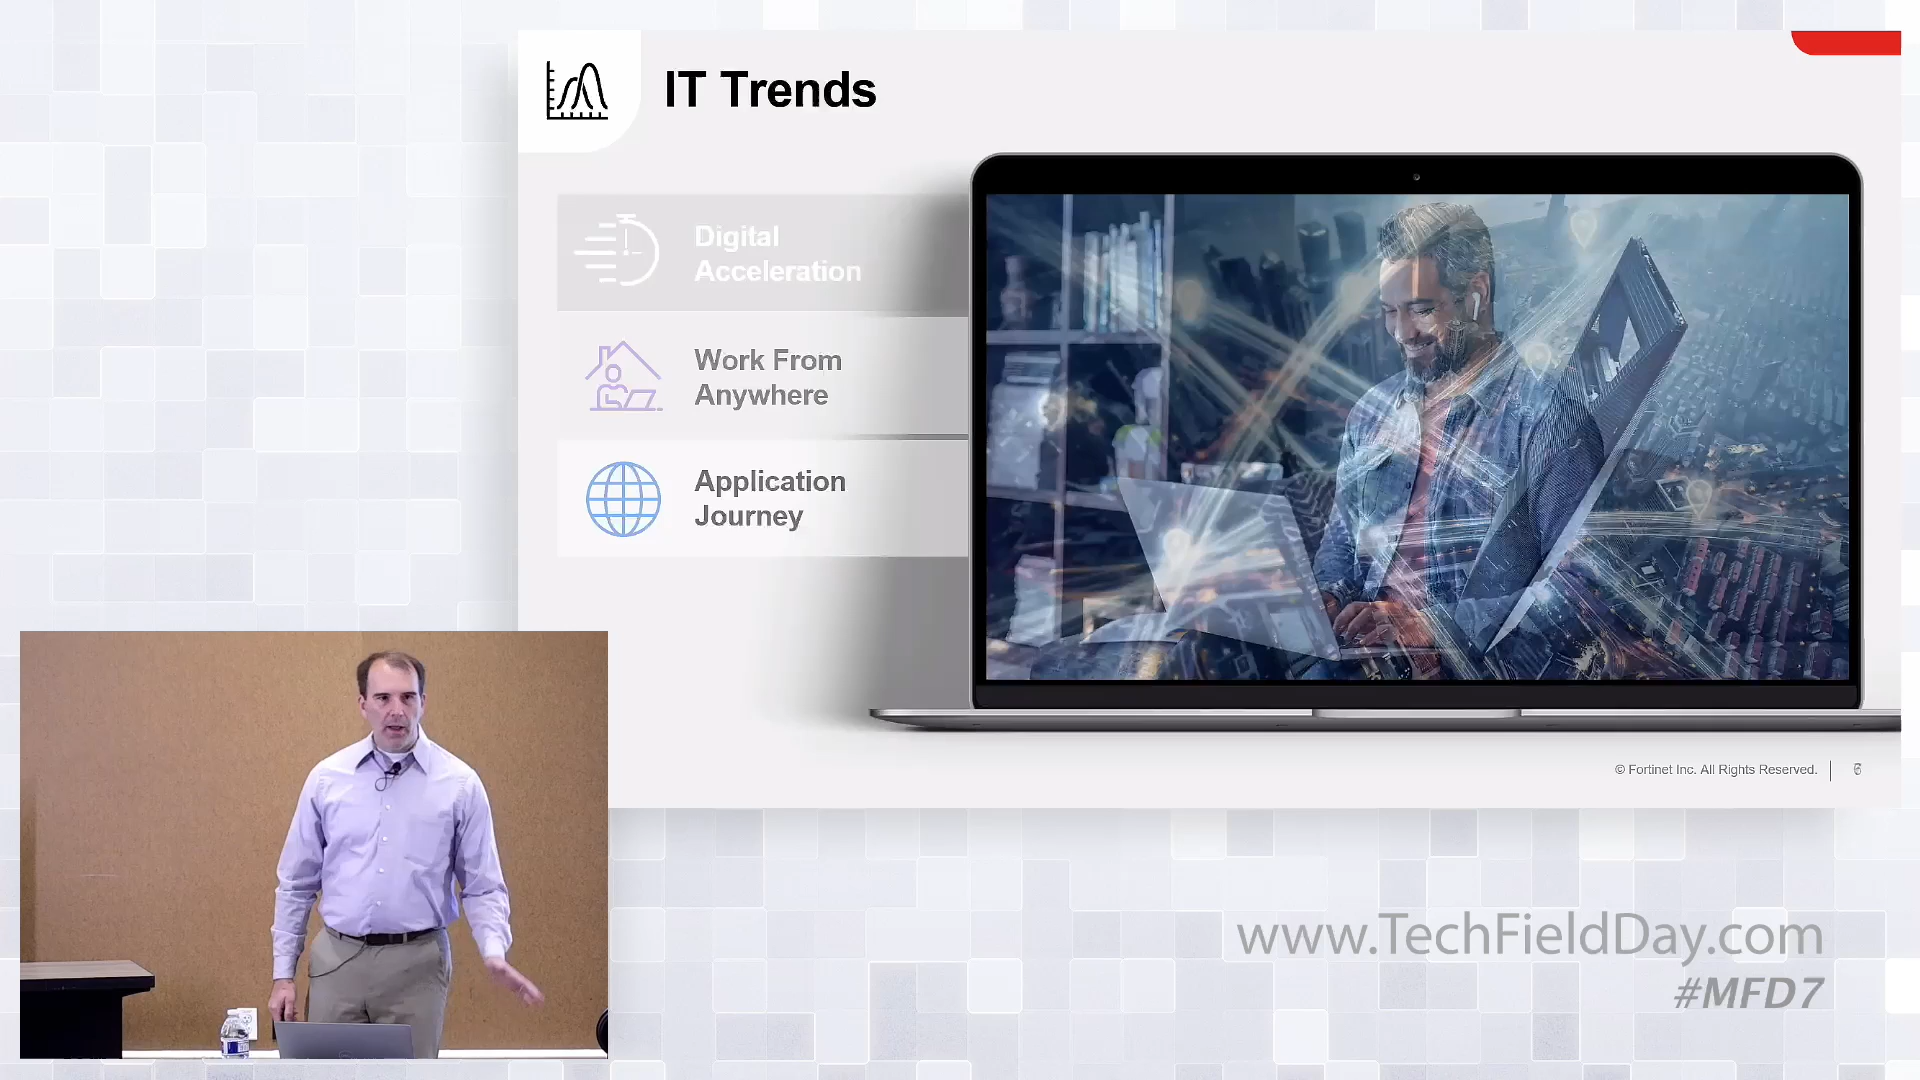 IT Trends
Digital
Acceleration
Work From
Anywhere
Application
Journey
© Fortinet Inc. All Rights Reserved.
www.TechFieldDay.com
#MFD7